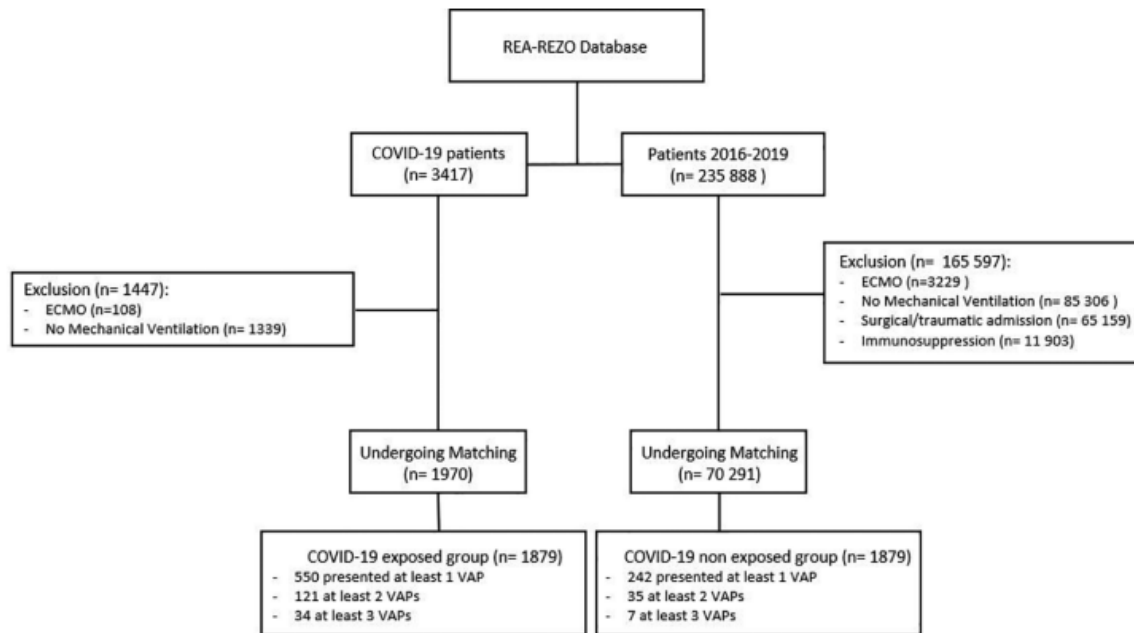 REA-REZO Database
COVID-19 patients
(n= 3417)
Patients 2016-2019
(n= 235 888 )
Exclusion (n= 1447):
- ECMO (n=108)
- No Mechanical Ventilation (n= 1339)
Exclusion (n= 165 597):
- ECMO (n=3229 )
- No Mechanical Ventilation (n= 85 306 )
- Surgical/traumatic admission (n= 65 159)
- Immunosuppression (n= 11 903)
Undergoing Matching
(n= 1970)
Undergoing Matching
(n= 70 291)
COVID-19 exposed group (n= 1879)
- 550 presented at least 1 VAP
- 121 at least 2 VAPs
- 34 at least 3 VAPs
COVID-19 non exposed group (n= 1879)
- 242 presented at least 1 VAP
- 35 at least 2 VAPs
- 7 at least 3 VAPs